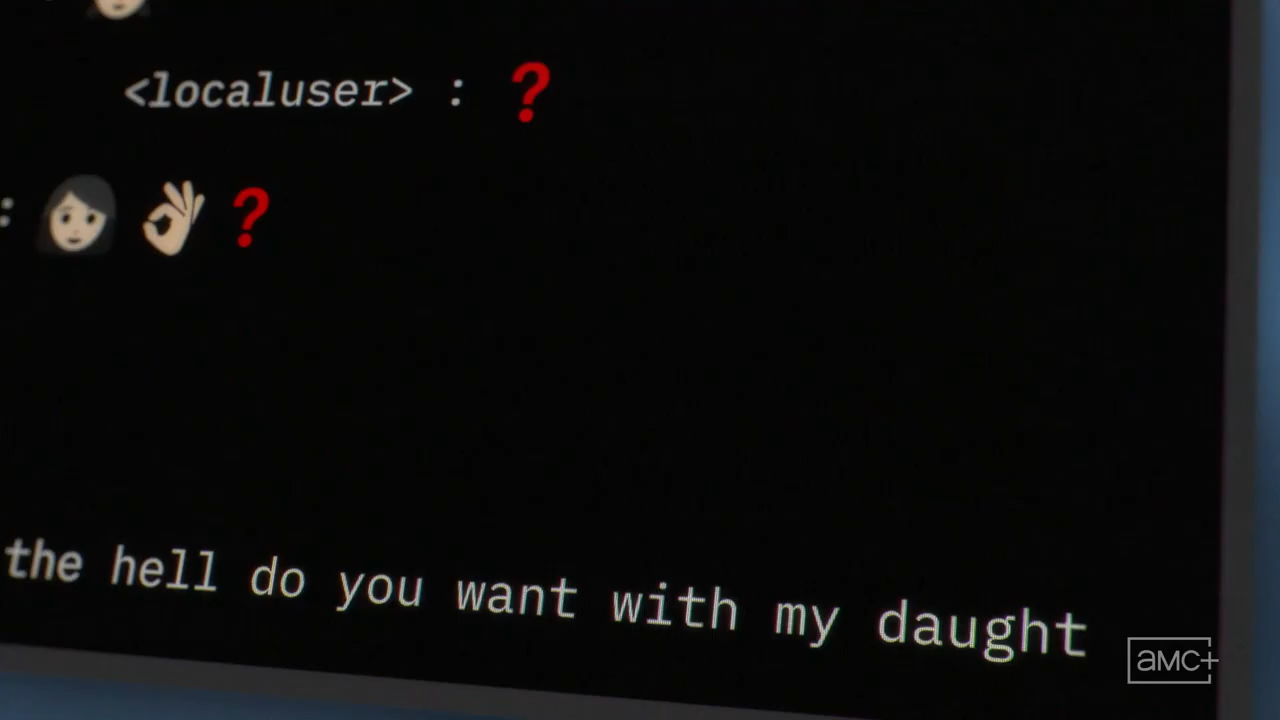 <localuser> : ❓
: 👩🏻 👌🏻 ❓
the hell do you want with my daught
amc+